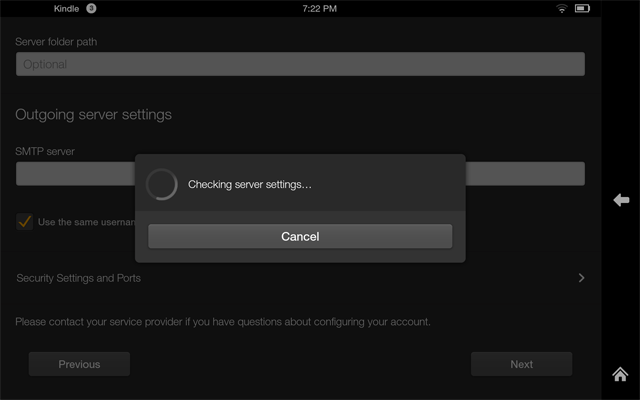 Kindle 3 7:22 PM
Server folder path
Optional
Outgoing server settings
SMTP server
Checking server settings...
Use the same usernam
Cancel
Security Settings and Ports
Please contact your service provider if you have questions about configuring your account.
Previous Next